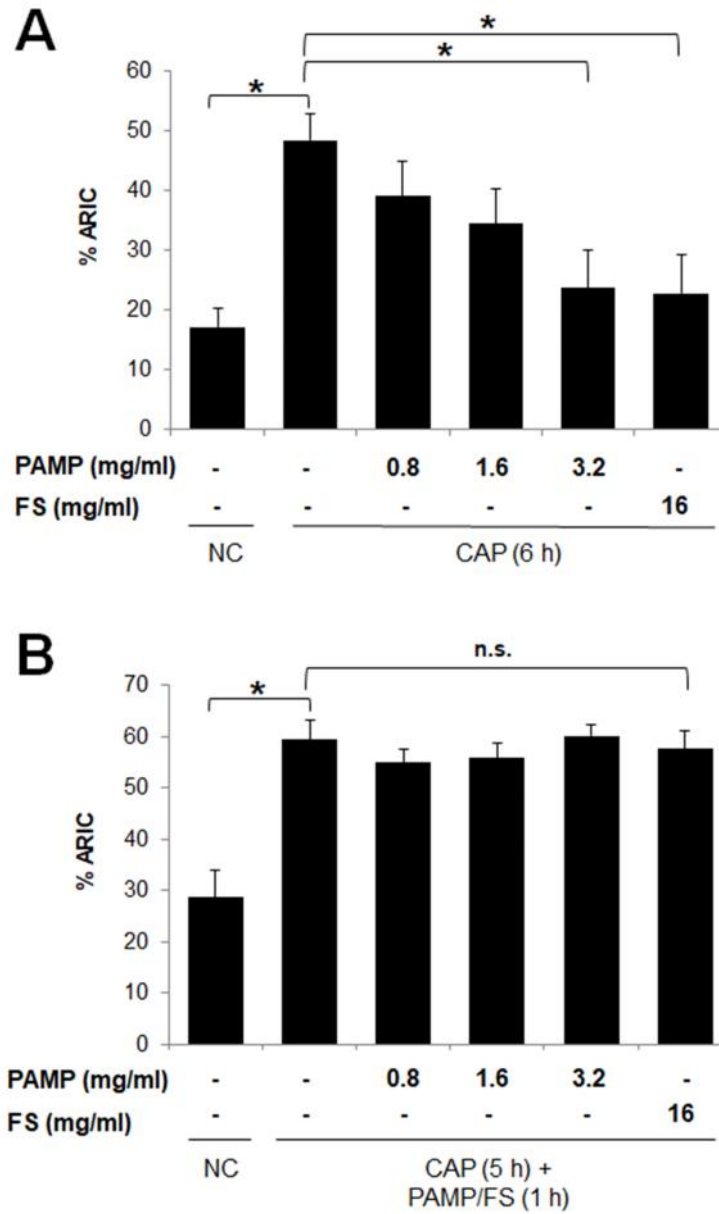 A
*
*
*
60
50
40
30
20
10
0
% ARIC
PAMP (mg/ml) - - 0.8 1.6 3.2 -
FS (mg/ml) - - - - - 16
NC CAP (6 h)
B
n.s.
*
70
60
50
40
30
20
10
0
% ARIC
PAMP (mg/ml) - - 0.8 1.6 3.2 -
FS (mg/ml) - - - - - 16
NC CAP (5 h) +
PAMP/FS (1 h)